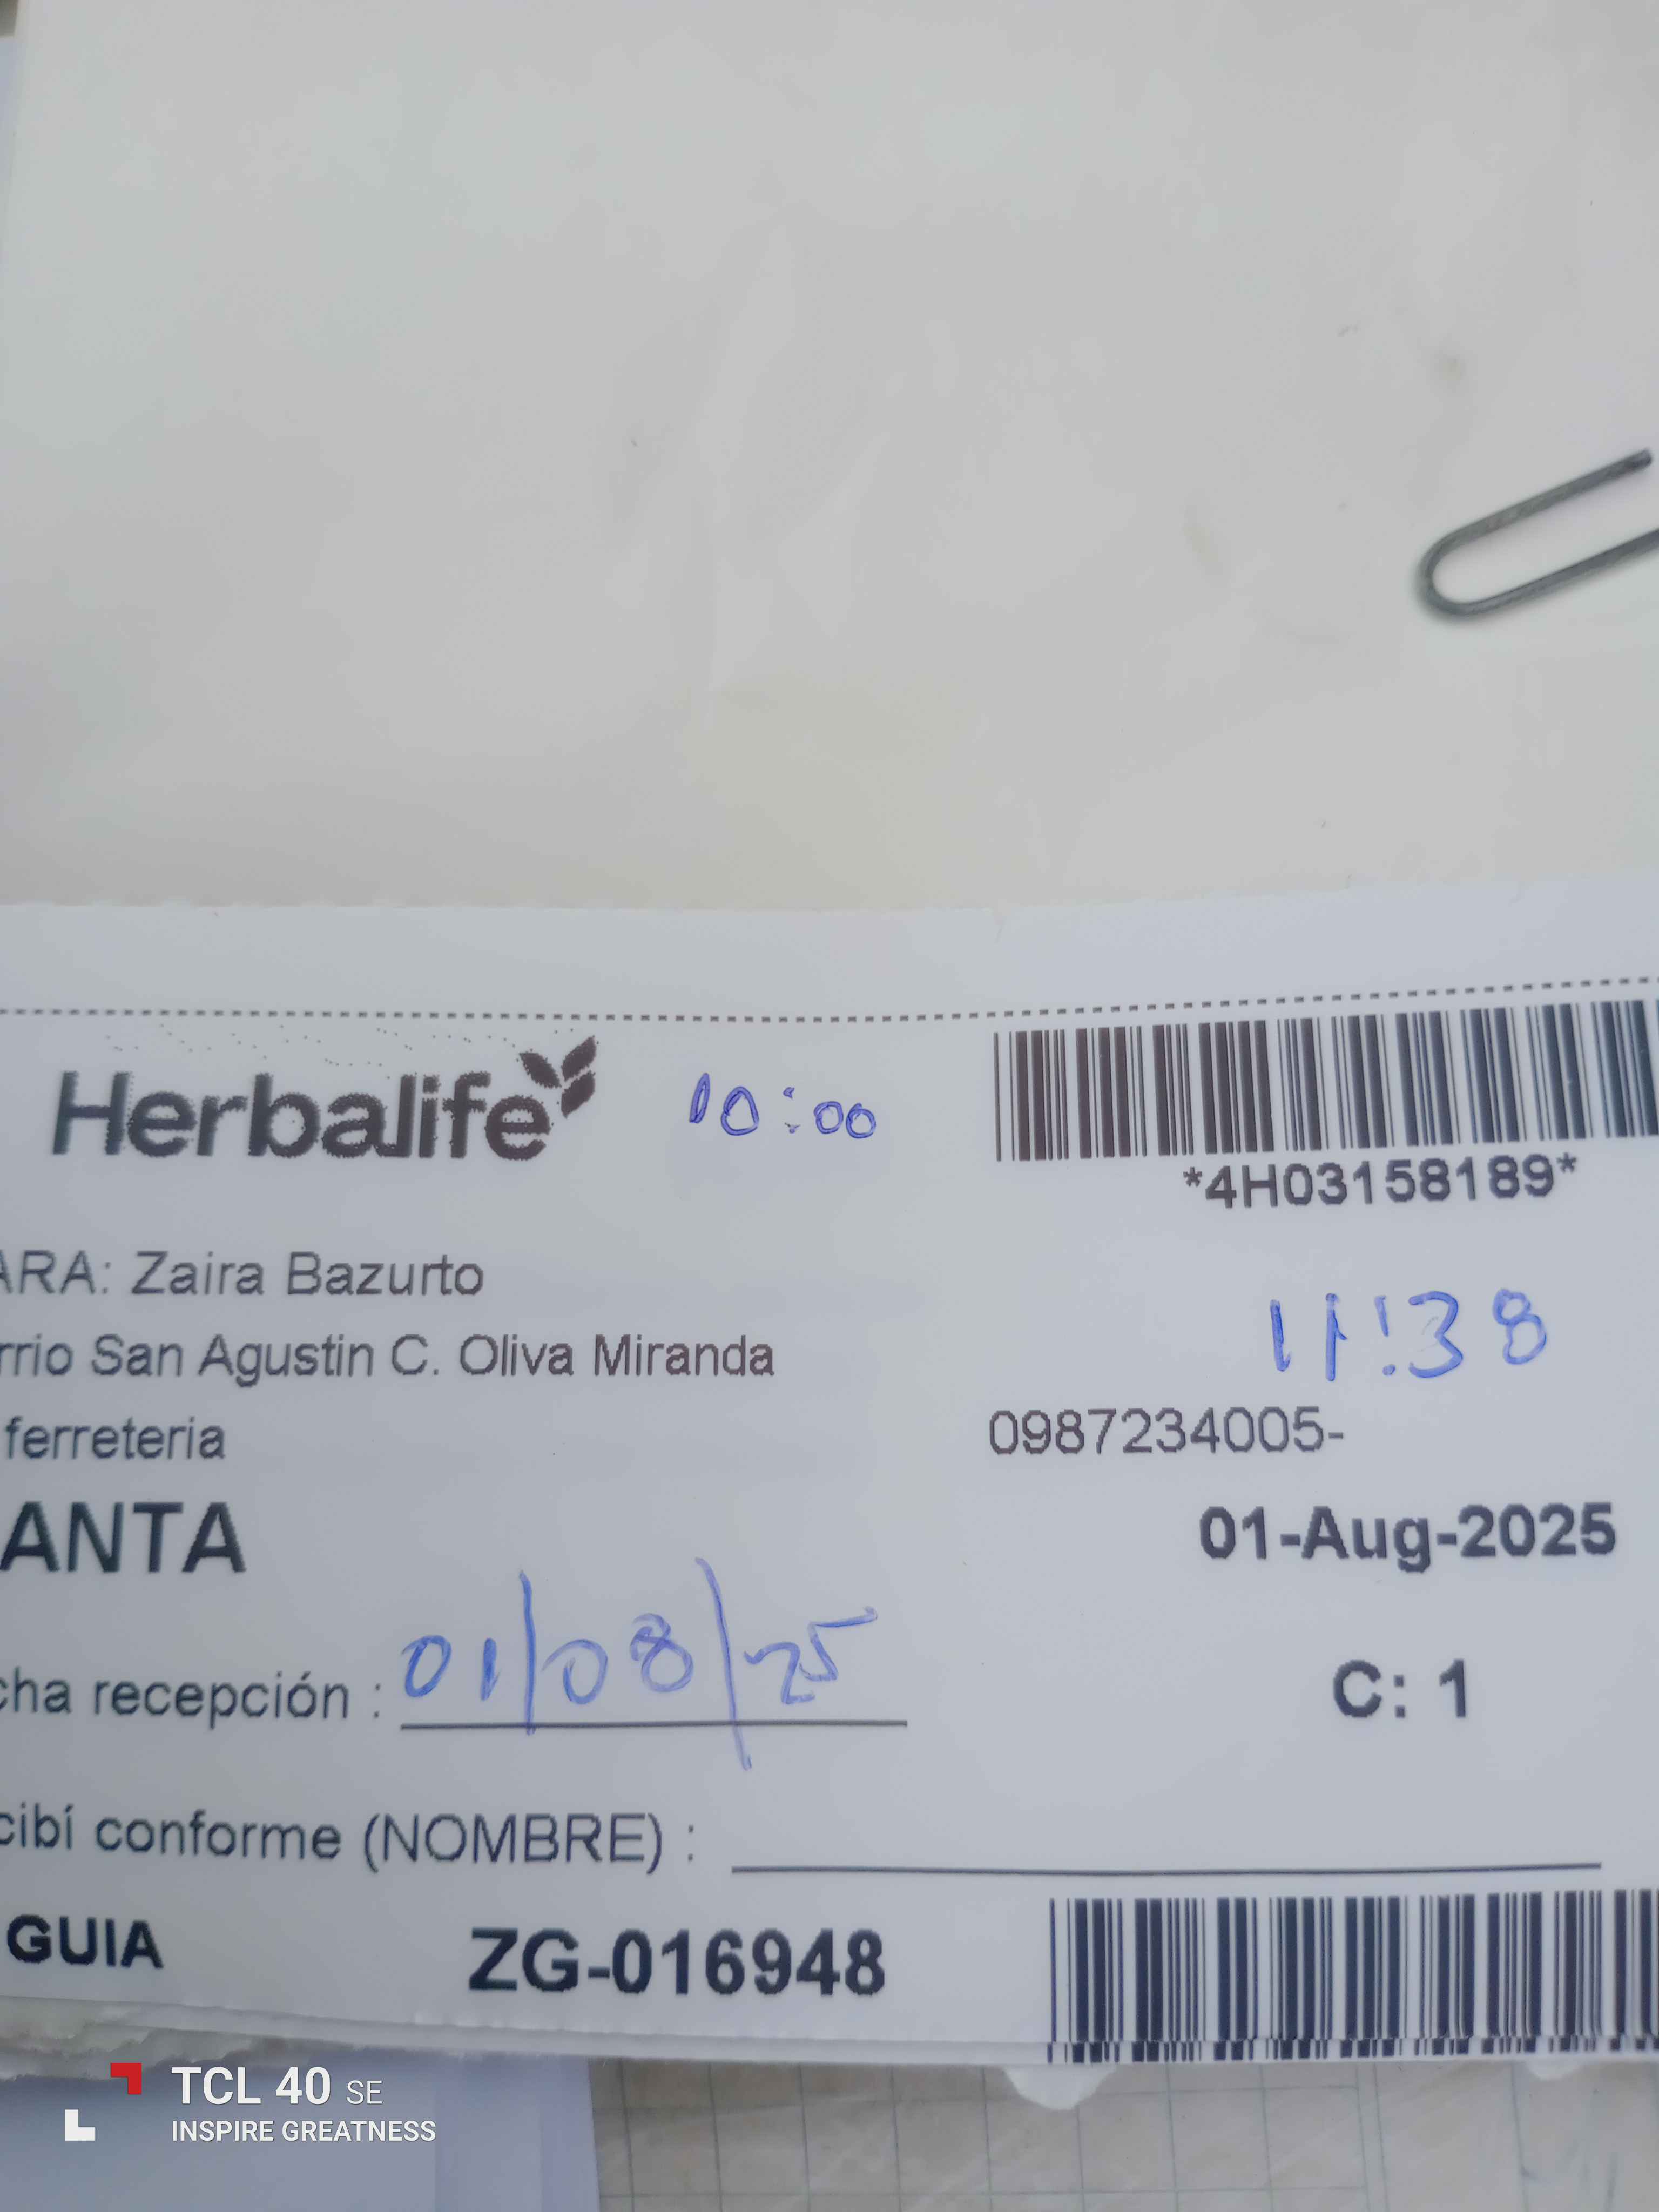 Herbalife 10:00
*4H03158189*
ARA: Zaira Bazurto
rrio San Agustin C. Oliva Miranda
11:38
ferreteria
0987234005-
ANTA
01-Aug-2025
cha recepción : 01/08/25
C: 1
cibí conforme (NOMBRE) :
GUIA ZG-016948
TCL 40 SE
INSPIRE GREATNESS